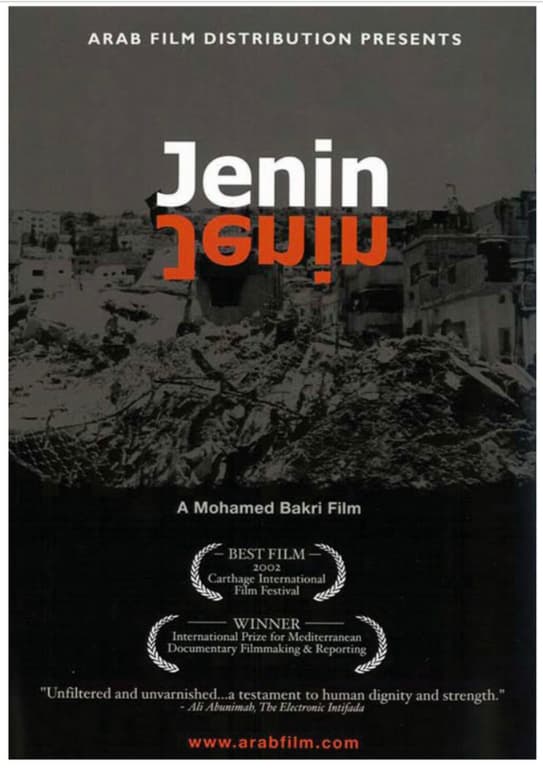 ARAB FILM DISTRIBUTION PRESENTS
Jenin
Jenin
A Mohamed Bakri Film
BEST FILM
2002
Carthage International
Film Festival
WINNER
International Prize for Mediterranean
Documentary Filmmaking & Reporting
"Unfiltered and unvarnished...a testament to human dignity and strength."
- Ali Abunimah, The Electronic Intifada
www.arabfilm.com